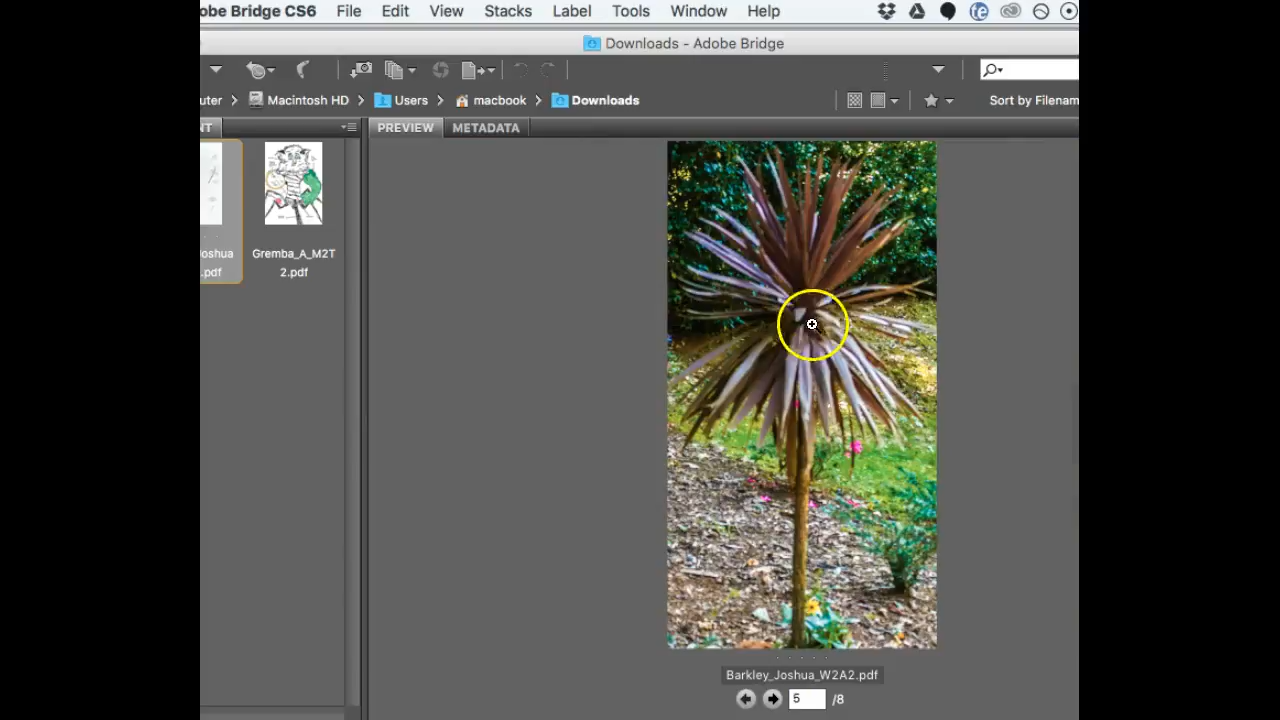 obe Bridge CS6 File Edit View Stacks Label Tools Window Help
Downloads - Adobe Bridge
uter Macintosh HD Users macbook Downloads Sort by Filenam
NT PREVIEW METADATA
oshua Gremba_A_M2T
.pdf 2.pdf
Barkley_Joshua_W2A2.pdf
5 /8